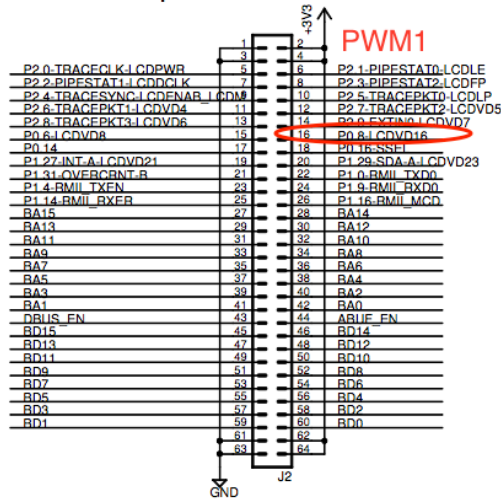 +3V3 PWM1
1 2
3 4
P2.0-TRACECLK-LCDPWR 5 6 P2.1-PIPESTAT0-LCDLE
P2.2-PIPESTAT1-LCDDCLK 7 8 P2.3-PIPESTAT2-LCDFP
P2.4-TRACESYNC-LCDENAB_LCDM 9 10 P2.5-TRACEPKT0-LCDLP
P2.6-TRACEPKT1-LCDVD4 11 12 P2.7-TRACEPKT2-LCDVD5
P2.8-TRACEPKT3-LCDVD6 13 14 P2.9-EXTIN0-LCDVD7
P0.6-LCDVD8 15 16 P0.8-LCDVD16
P0.14 17 18 P0.16-SSEL
P1.27-INT-A-LCDVD21 19 20 P1.29-SDA-A-LCDVD23
P1.31-OVERCRNT-B 21 22 P1.0-RMII_TXD0
P1.4-RMII_TXEN 23 24 P1.9-RMII_RXD0
P1.14-RMII_RXER 25 26 P1.16-RMII_MCD
BA15 27 28 BA14
BA13 29 30 BA12
BA11 31 32 BA10
BA9 33 34 BA8
BA7 35 36 BA6
BA5 37 38 BA4
BA3 39 40 BA2
BA1 41 42 BA0
DBUS_EN 43 44 ABUF_EN
BD15 45 46 BD14
BD13 47 48 BD12
BD11 49 50 BD10
BD9 51 52 BD8
BD7 53 54 BD6
BD5 55 56 BD4
BD3 57 58 BD2
BD1 59 60 BD0
61 62
63 64
J2
GND